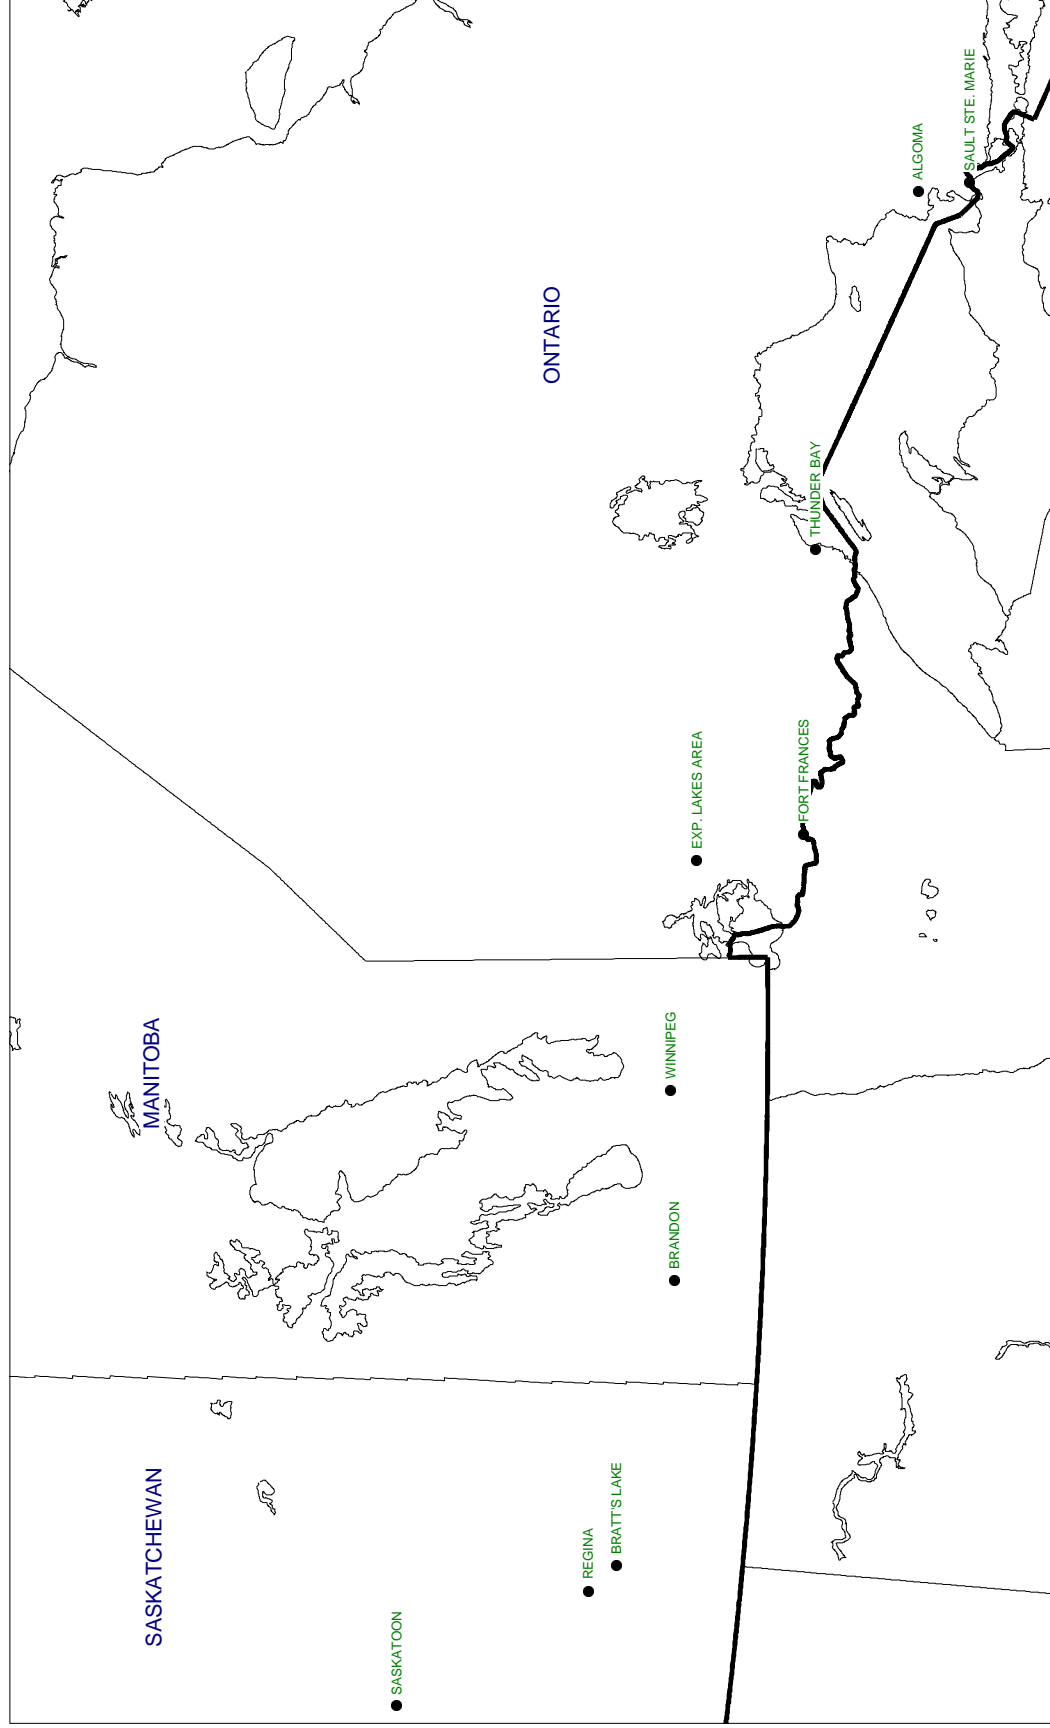 SASKATCHEWAN
MANITOBA
ONTARIO
SASKATOON
REGINA
BRATT'S LAKE
BRANDON
WINNIPEG
EXP. LAKES AREA
FORT FRANCES
THUNDER BAY
ALGOMA
SAULT STE. MARIE